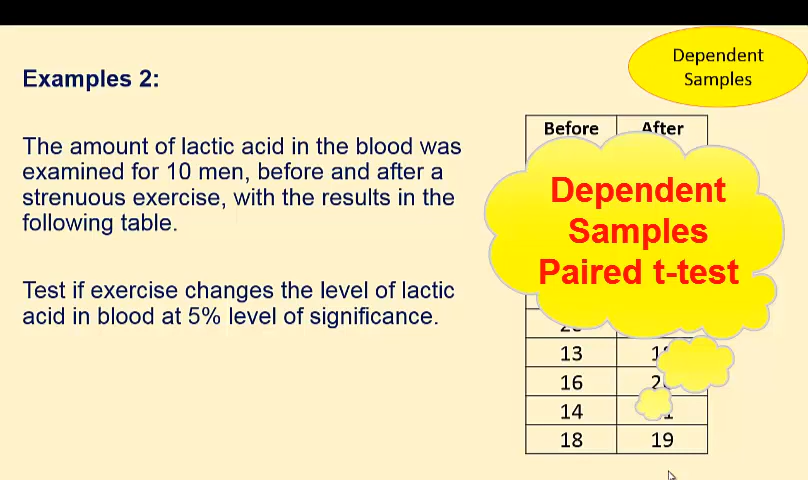 Dependent
Samples
Examples 2:
The amount of lactic acid in the blood was
examined for 10 men, before and after a
strenuous exercise, with the results in the
following table.
Test if exercise changes the level of lactic
acid in blood at 5% level of significance.
Before After
Dependent
Samples
Paired t-test
13
16
14
18 19